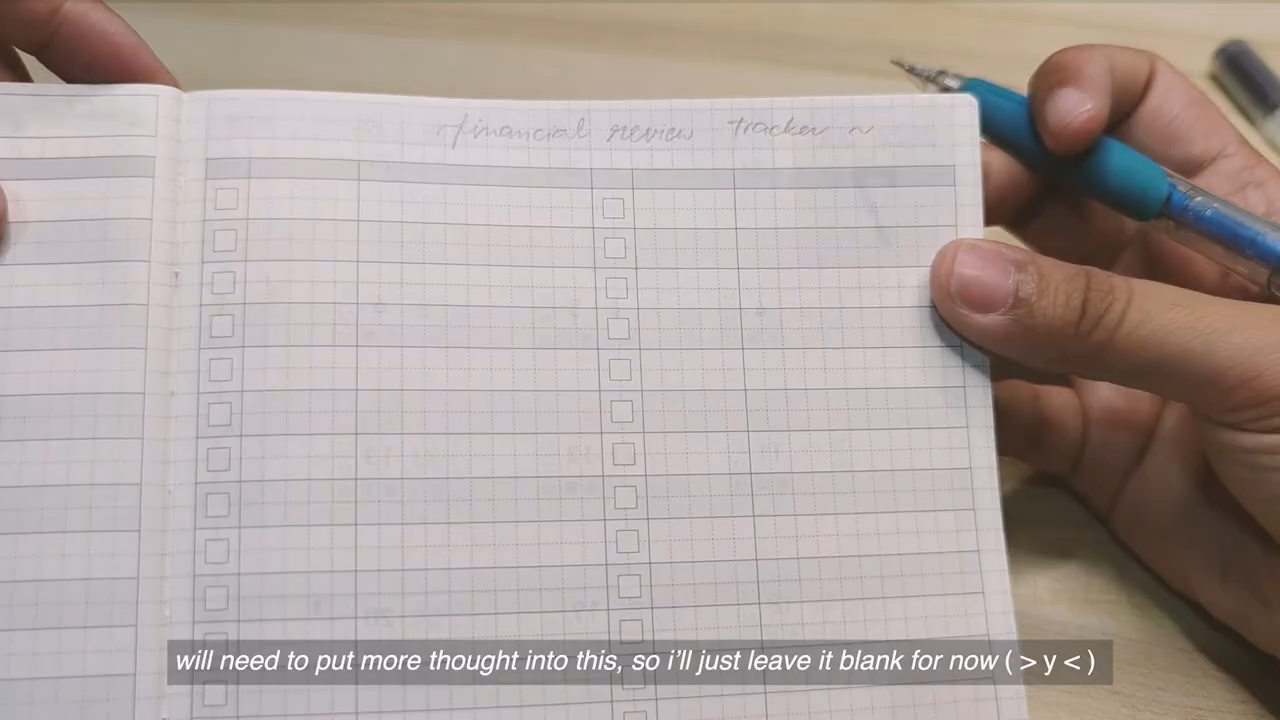 financial review tracker ~
will need to put more thought into this, so i'll just leave it blank for now ( > y < )